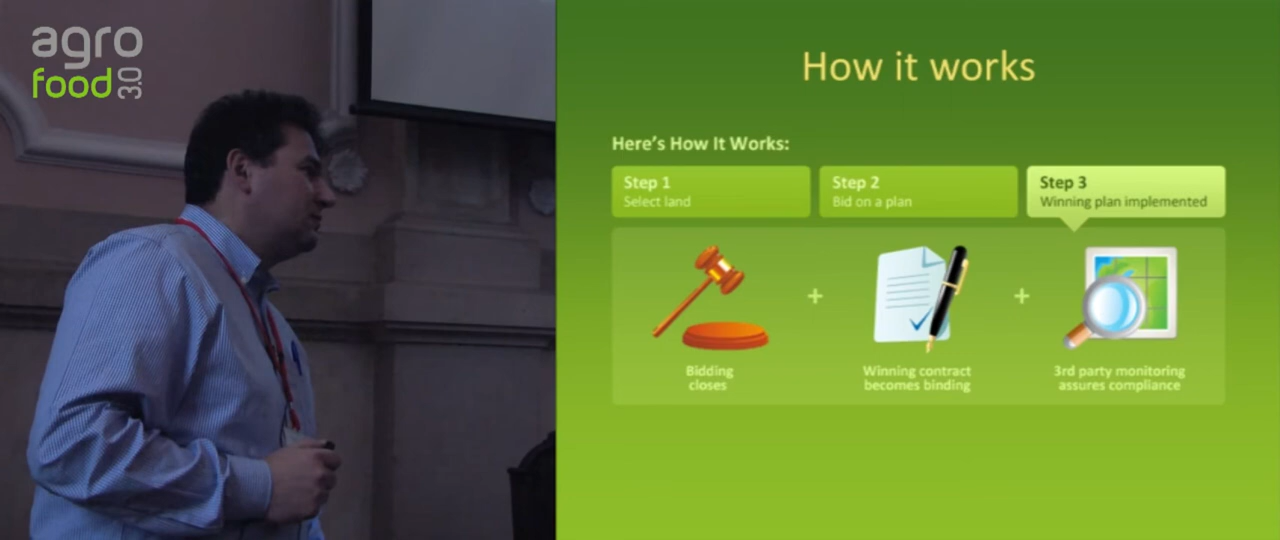 agro
food 3.0
How it works
Here's How It Works:
Step 1
Select land
Step 2
Bid on a plan
Step 3
Winning plan implemented
+
+
Bidding
closes
Winning contract
becomes binding
3rd party monitoring
assures compliance